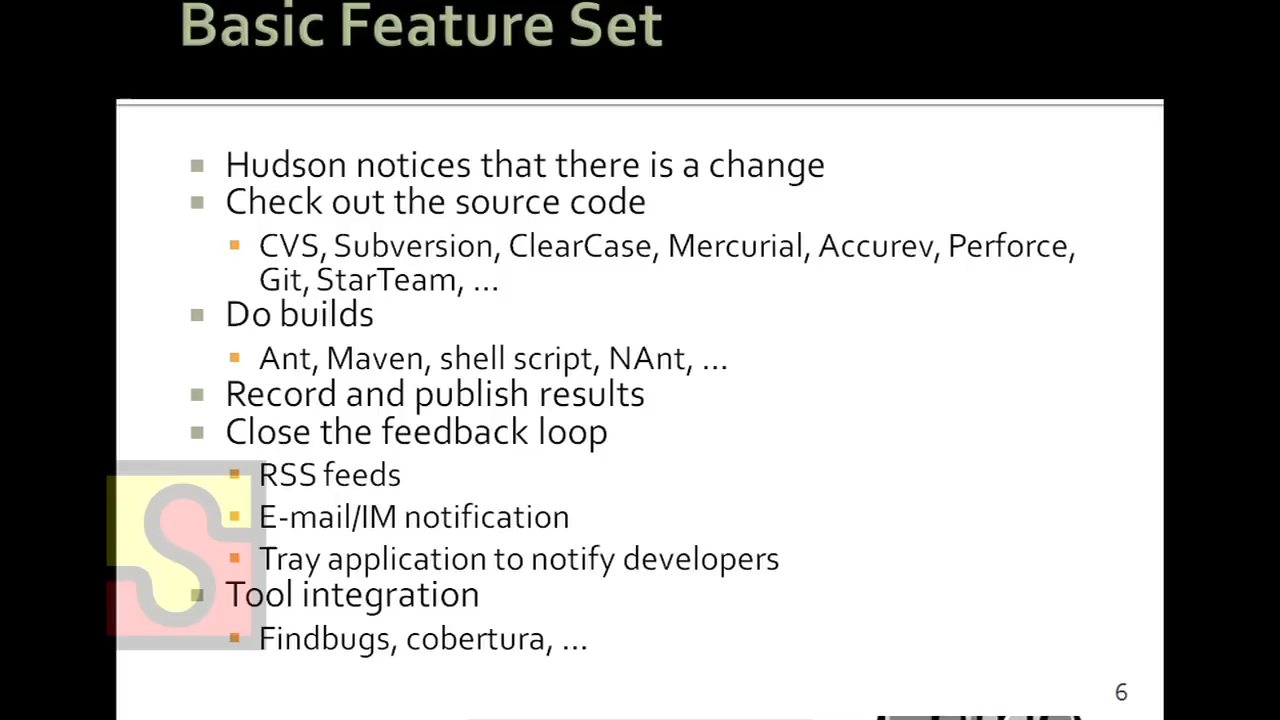 Basic Feature Set
Hudson notices that there is a change
Check out the source code
CVS, Subversion, ClearCase, Mercurial, Accurev, Perforce,
Git, StarTeam, ...
Do builds
Ant, Maven, shell script, NAnt, ...
Record and publish results
Close the feedback loop
RSS feeds
E-mail/IM notification
Tray application to notify developers
Tool integration
Findbugs, cobertura, ...
6